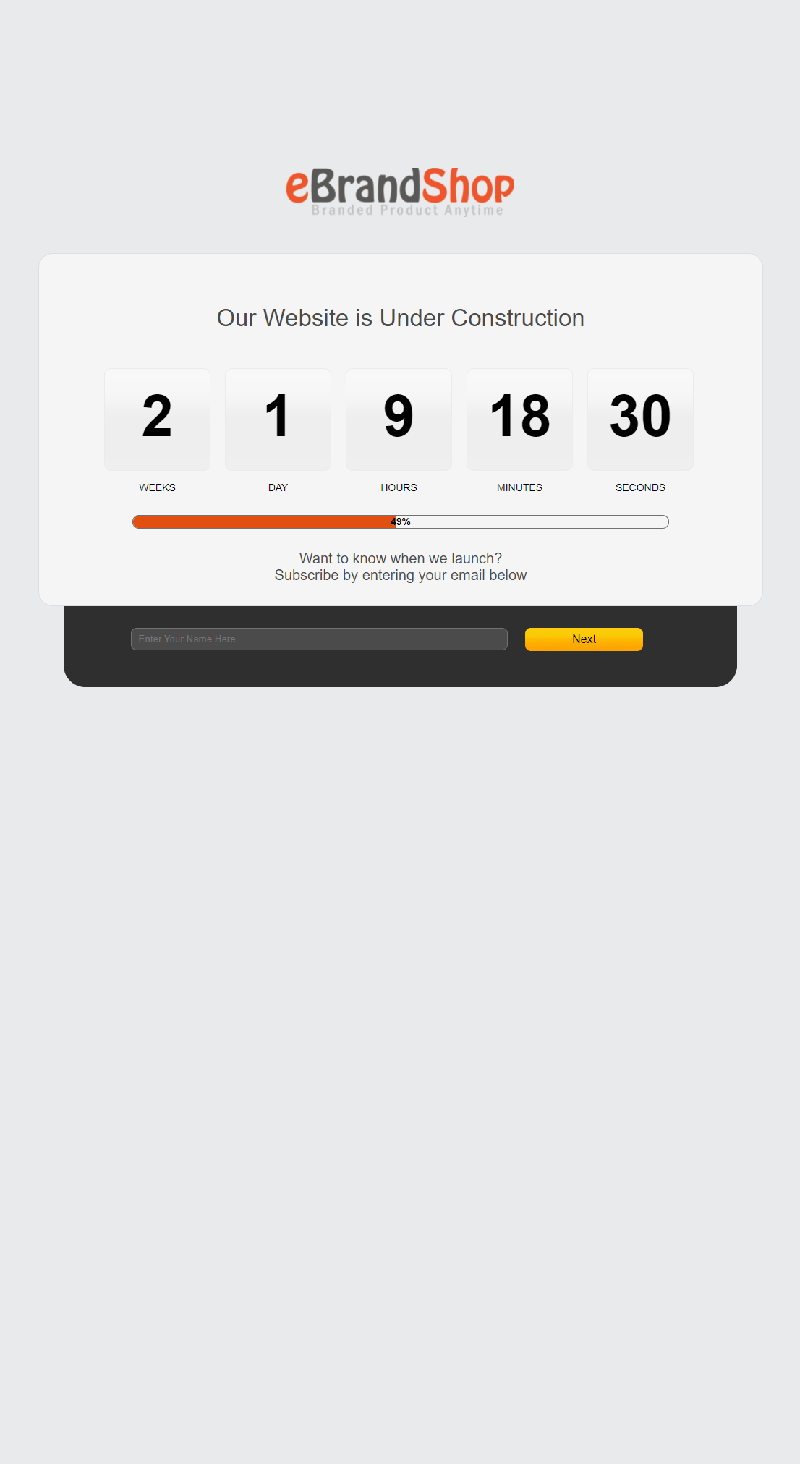 eBrandShop
Branded Product Anytime
Our Website is Under Construction
2 1 9 18 30
WEEKS DAY HOURS MINUTES SECONDS
49%
Want to know when we launch?
Subscribe by entering your email below
Enter Your Name Here Next